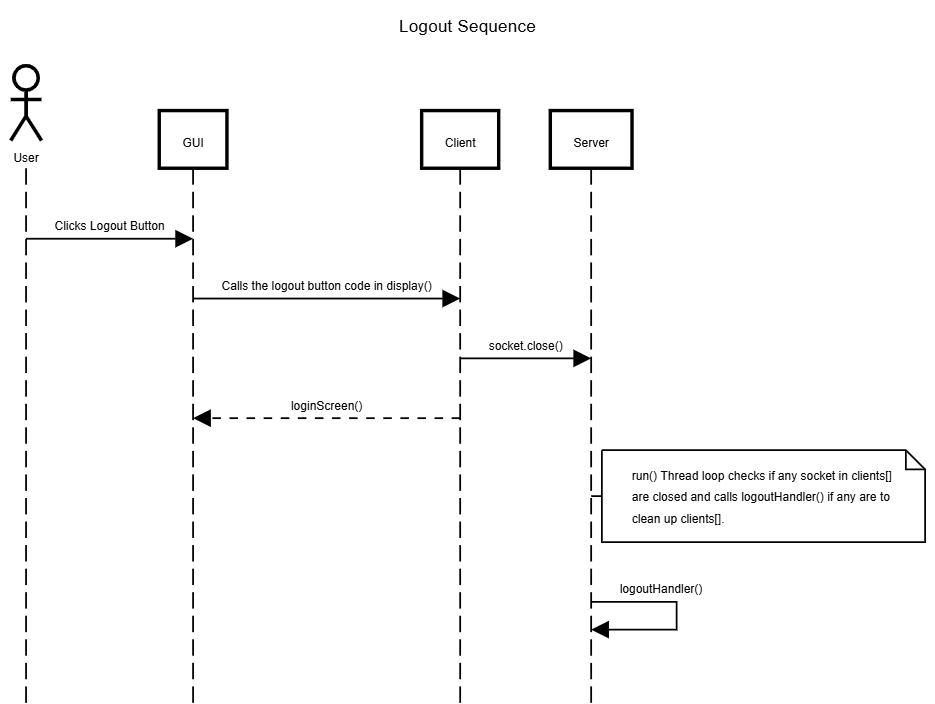 Logout Sequence
User
GUI
Client
Server
Clicks Logout Button
Calls the logout button code in display()
socket.close()
loginScreen()
run() Thread loop checks if any socket in clients[]
are closed and calls logoutHandler() if any are to
clean up clients[].
logoutHandler()